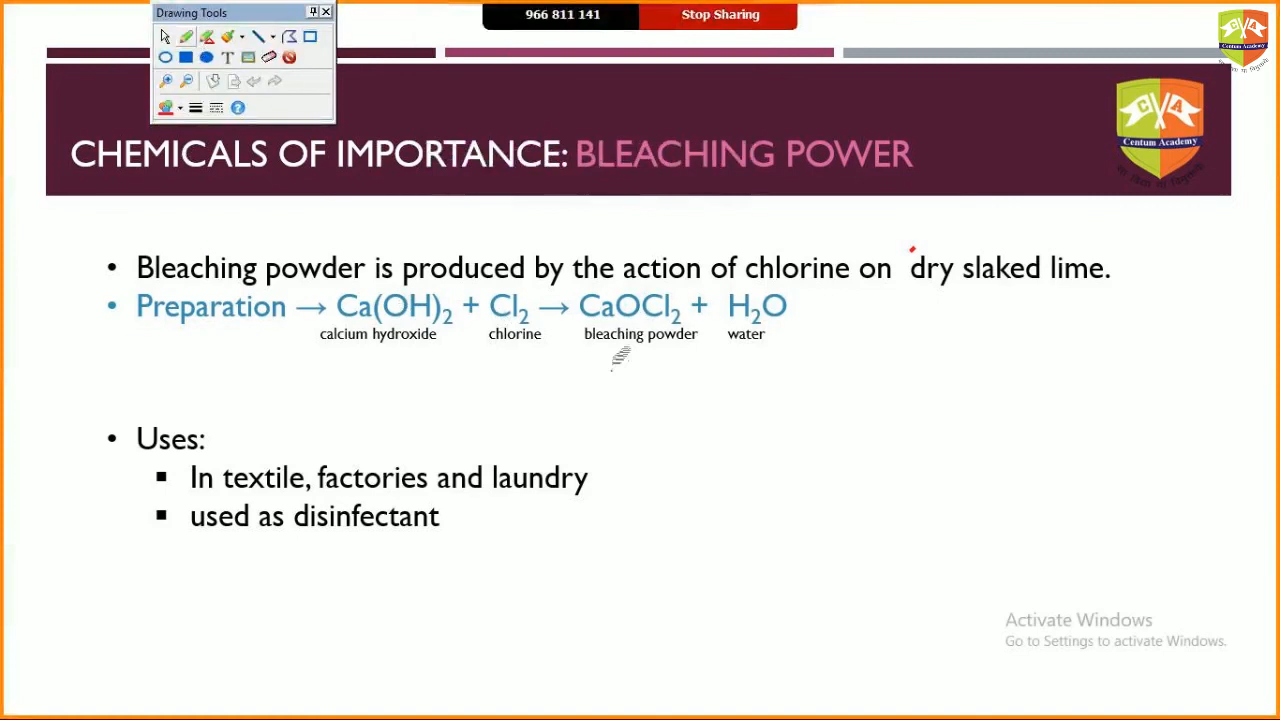 Drawing Tools
966 811 141 Stop Sharing
CHEMICALS OF IMPORTANCE: BLEACHING POWER
Centum Academy
• Bleaching powder is produced by the action of chlorine on dry slaked lime.
• Preparation → Ca(OH)₂ + Cl₂ → CaOCl₂ + H₂O
calcium hydroxide chlorine bleaching powder water
• Uses:
▪ In textile, factories and laundry
▪ used as disinfectant
Activate Windows
Go to Settings to activate Windows.